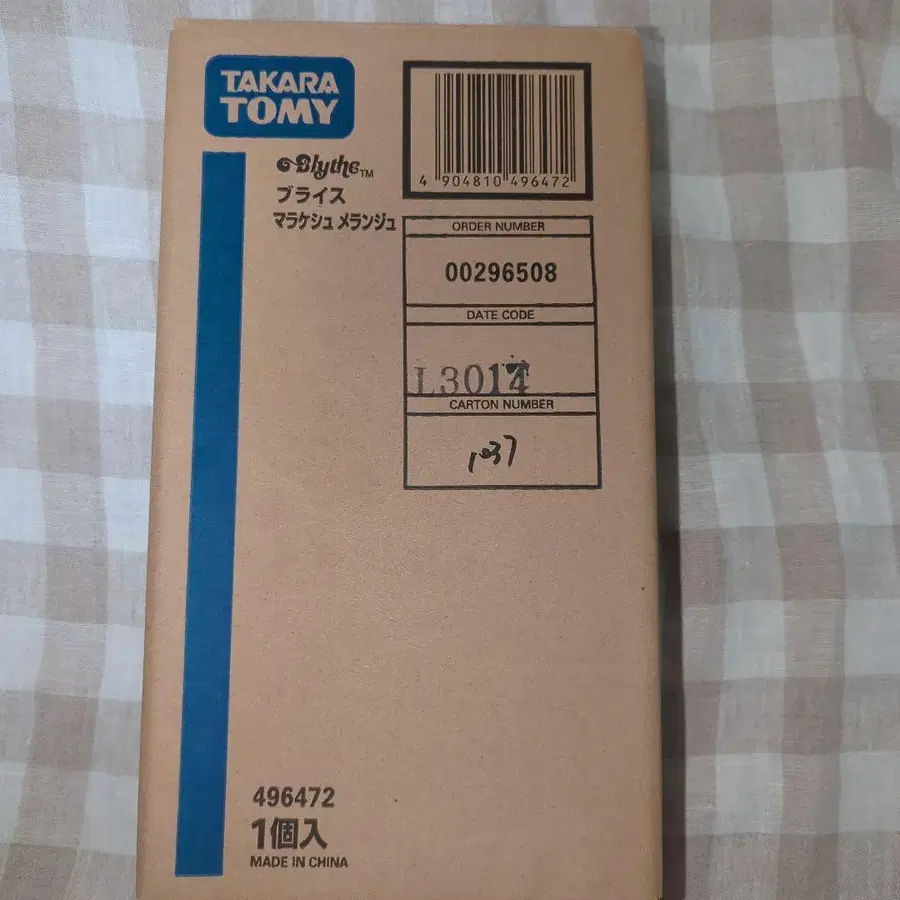 TAKARA
TOMY
Blythe™
ブライス
マラケシュ メランジュ
4 904810 496472
ORDER NUMBER
00296508
DATE CODE
CARTON NUMBER
1037
496472
1個入
MADE IN CHINA